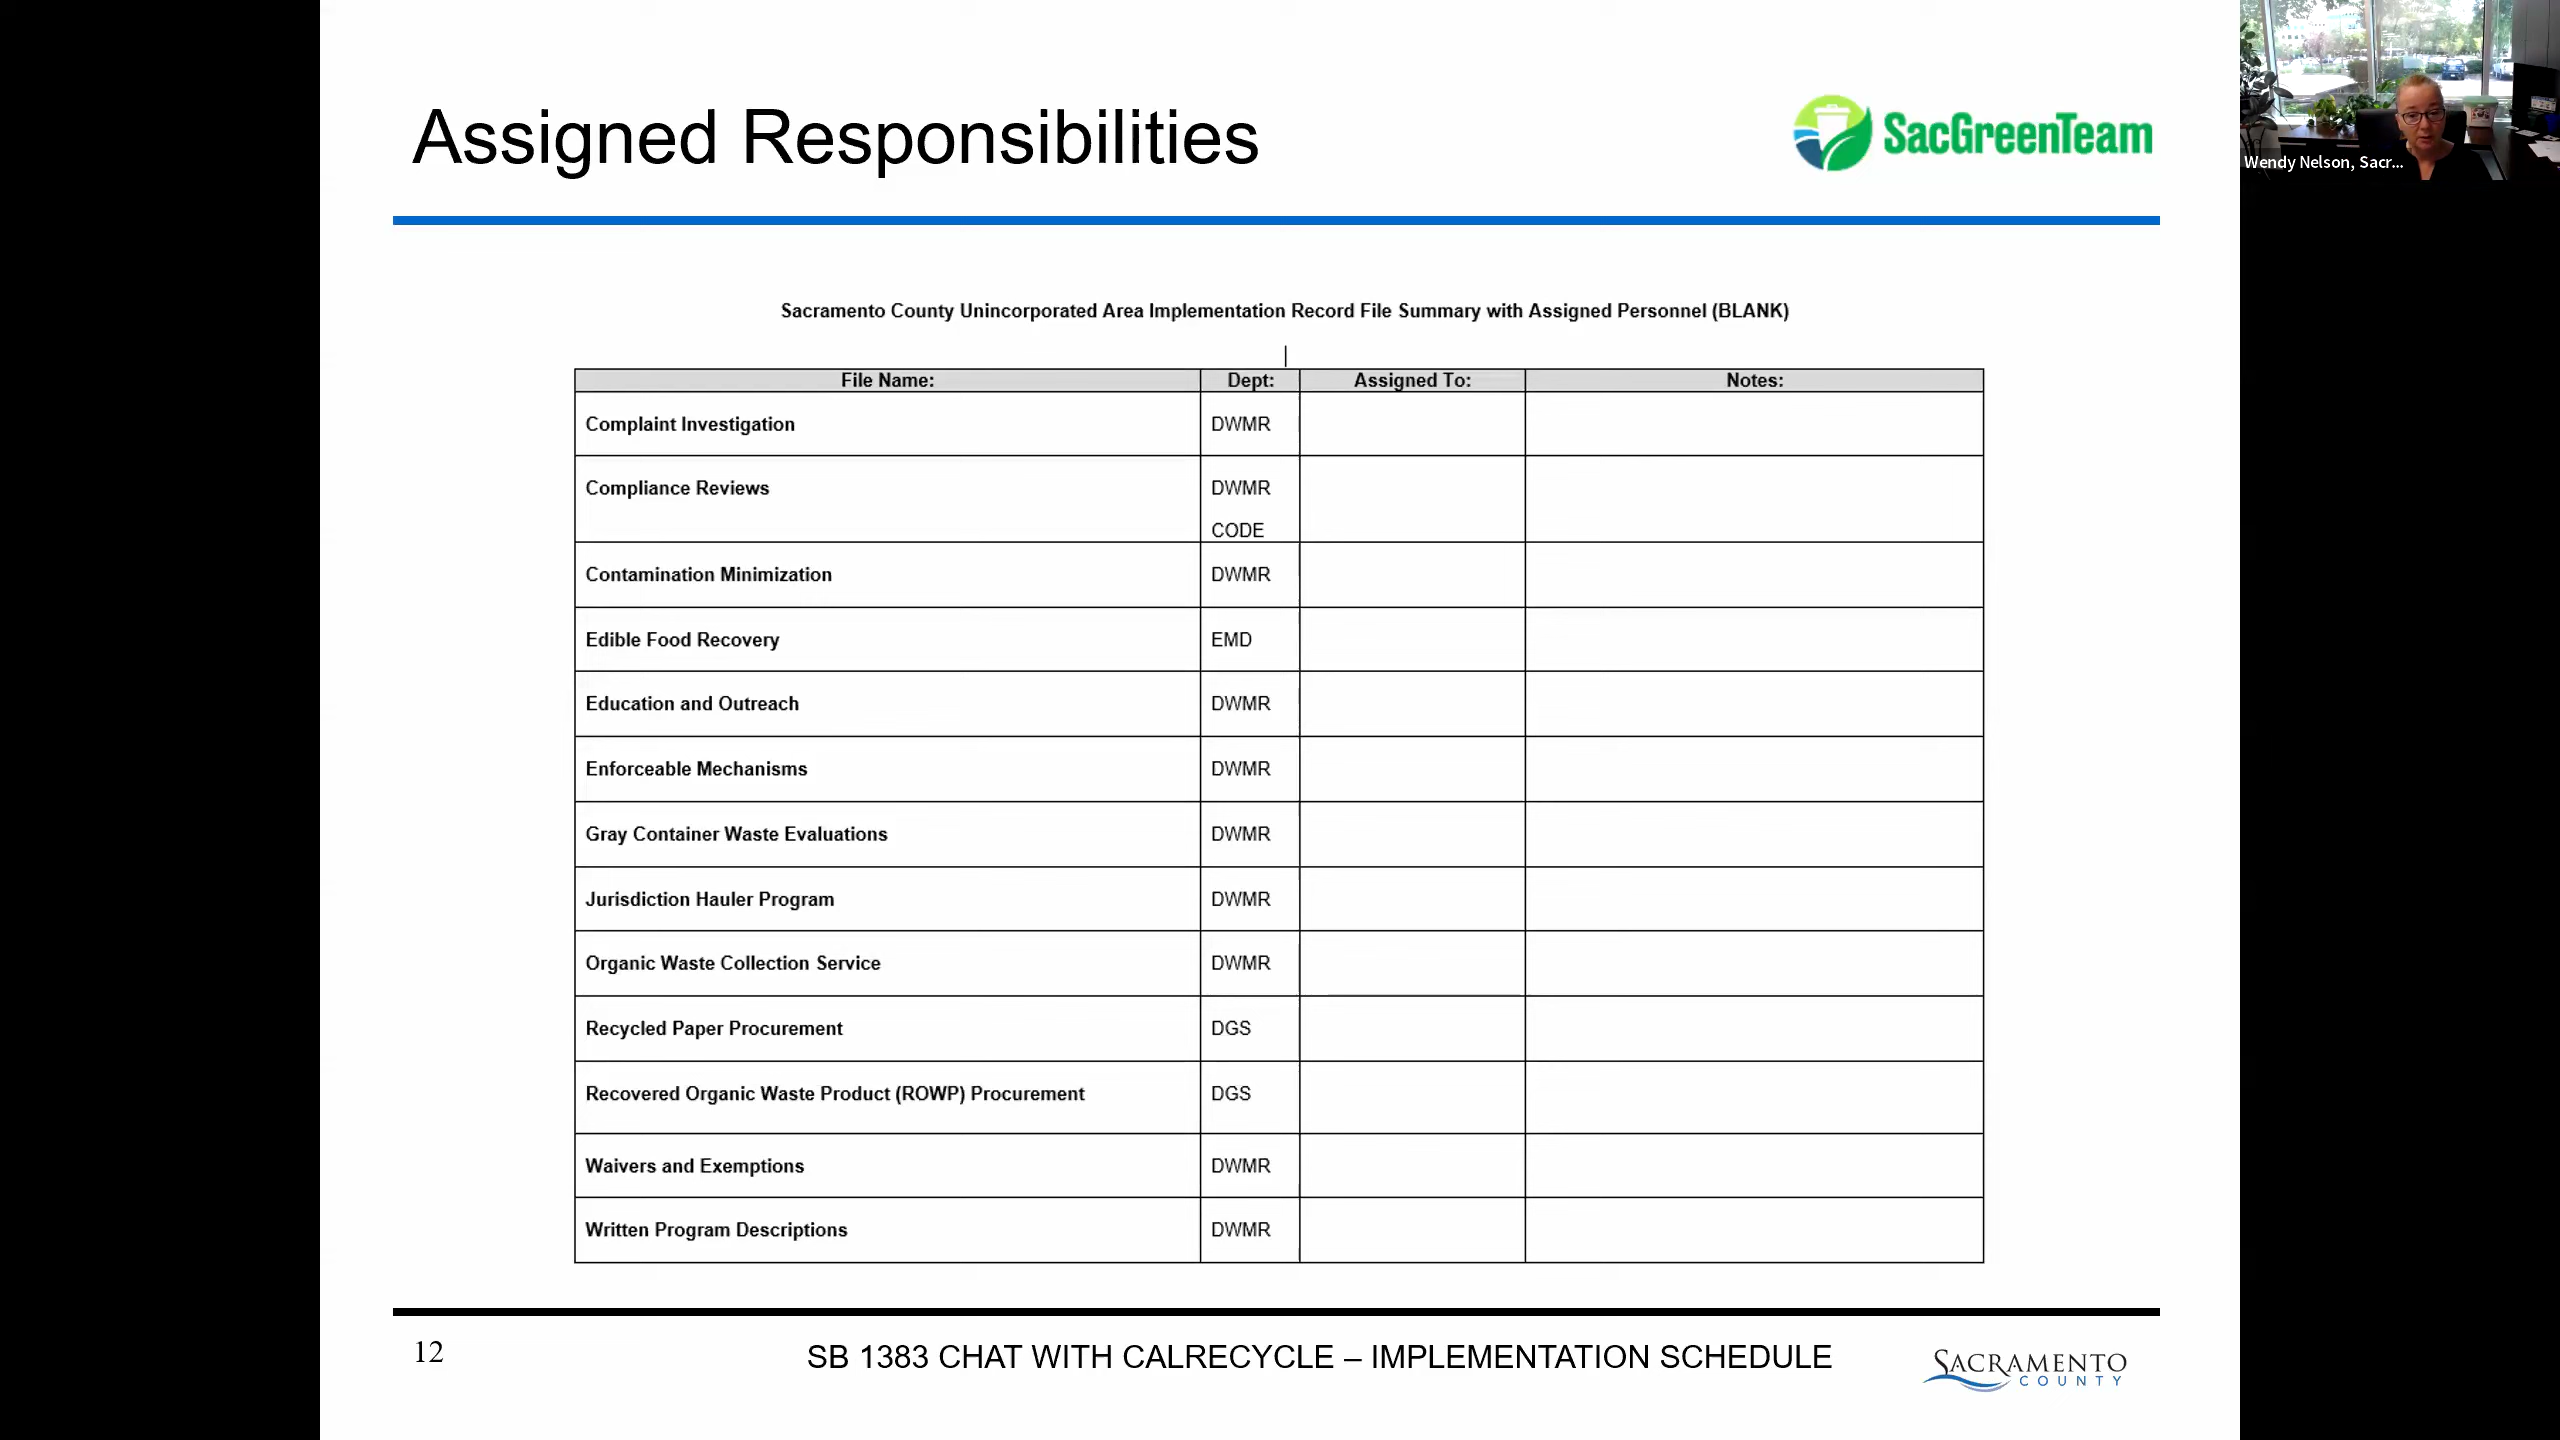 Assigned Responsibilities
SacGreenTeam
Wendy Nelson, Sacr...
Sacramento County Unincorporated Area Implementation Record File Summary with Assigned Personnel (BLANK)
File Name: Dept: Assigned To: Notes:
Complaint Investigation DWMR
Compliance Reviews DWMR
CODE
Contamination Minimization DWMR
Edible Food Recovery EMD
Education and Outreach DWMR
Enforceable Mechanisms DWMR
Gray Container Waste Evaluations DWMR
Jurisdiction Hauler Program DWMR
Organic Waste Collection Service DWMR
Recycled Paper Procurement DGS
Recovered Organic Waste Product (ROWP) Procurement DGS
Waivers and Exemptions DWMR
Written Program Descriptions DWMR
12
SB 1383 CHAT WITH CALRECYCLE – IMPLEMENTATION SCHEDULE
SACRAMENTO
COUNTY